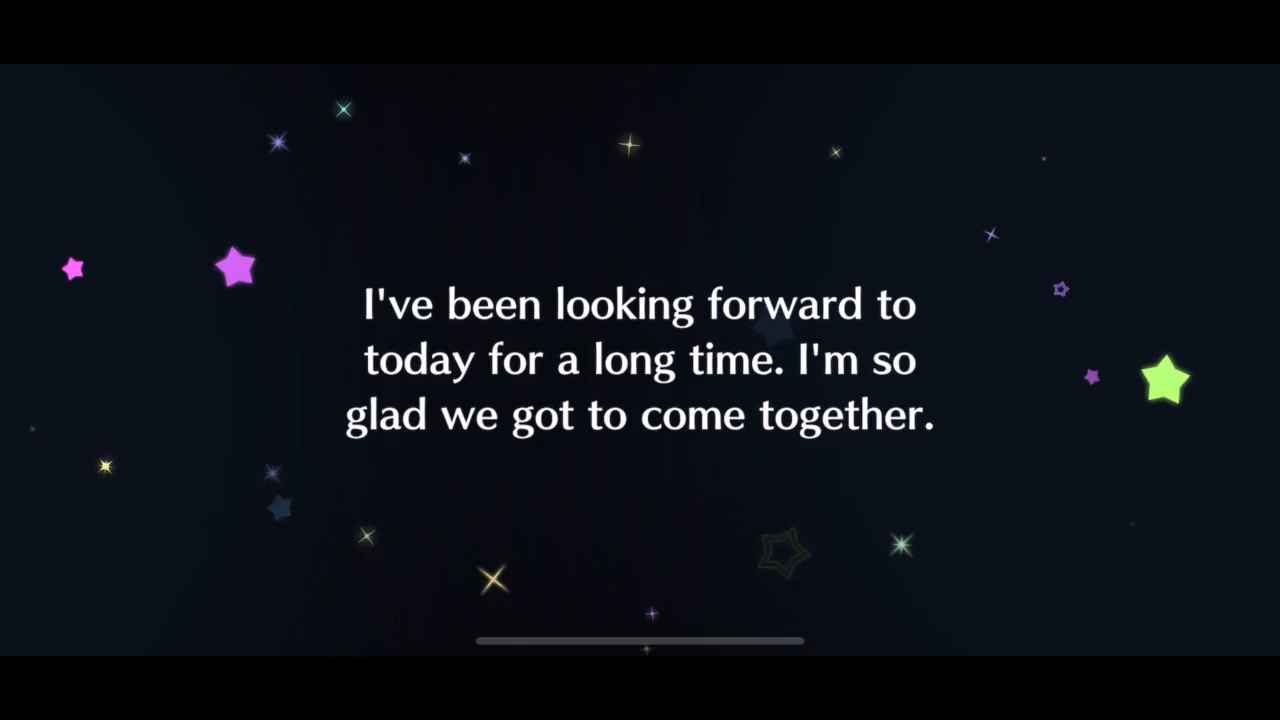 I've been looking forward to
today for a long time. I'm so
glad we got to come together.